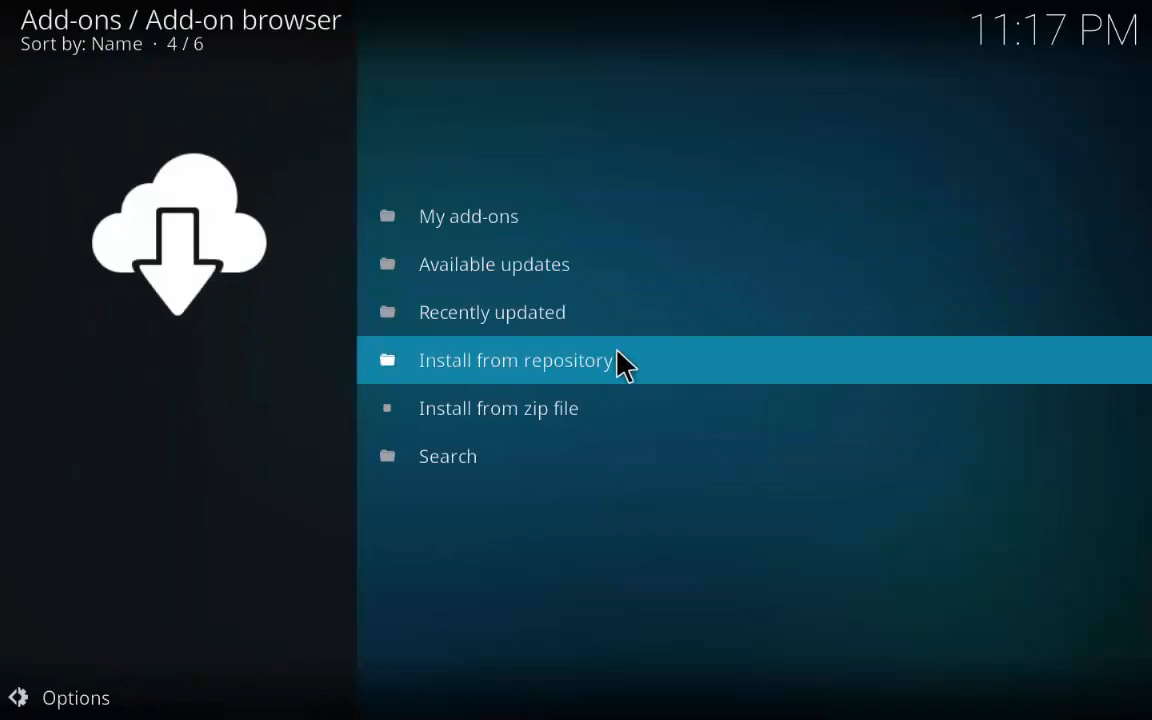 Add-ons / Add-on browser
Sort by: Name · 4 / 6
11:17 PM
My add-ons
Available updates
Recently updated
Install from repository
Install from zip file
Search
Options